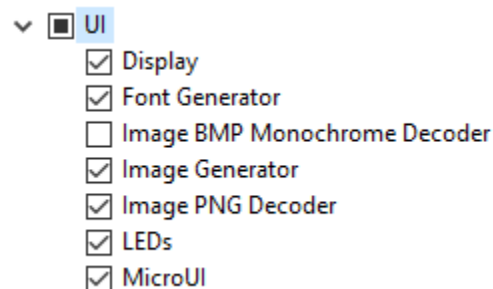 UI
Display
Font Generator
Image BMP Monochrome Decoder
Image Generator
Image PNG Decoder
LEDs
MicroUI